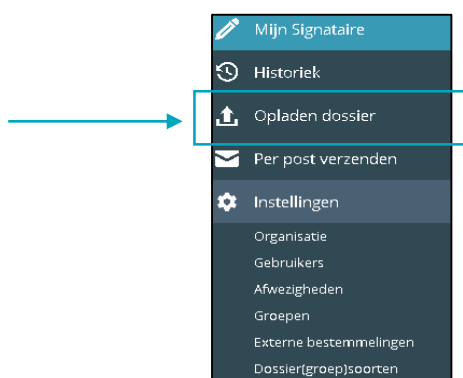 Mijn Signataire
Historiek
Opladen dossier
Per post verzenden
Instellingen
Organisatie
Gebruikers
Afwezigheden
Groepen
Externe bestemmelingen
Dossier(groep)soorten